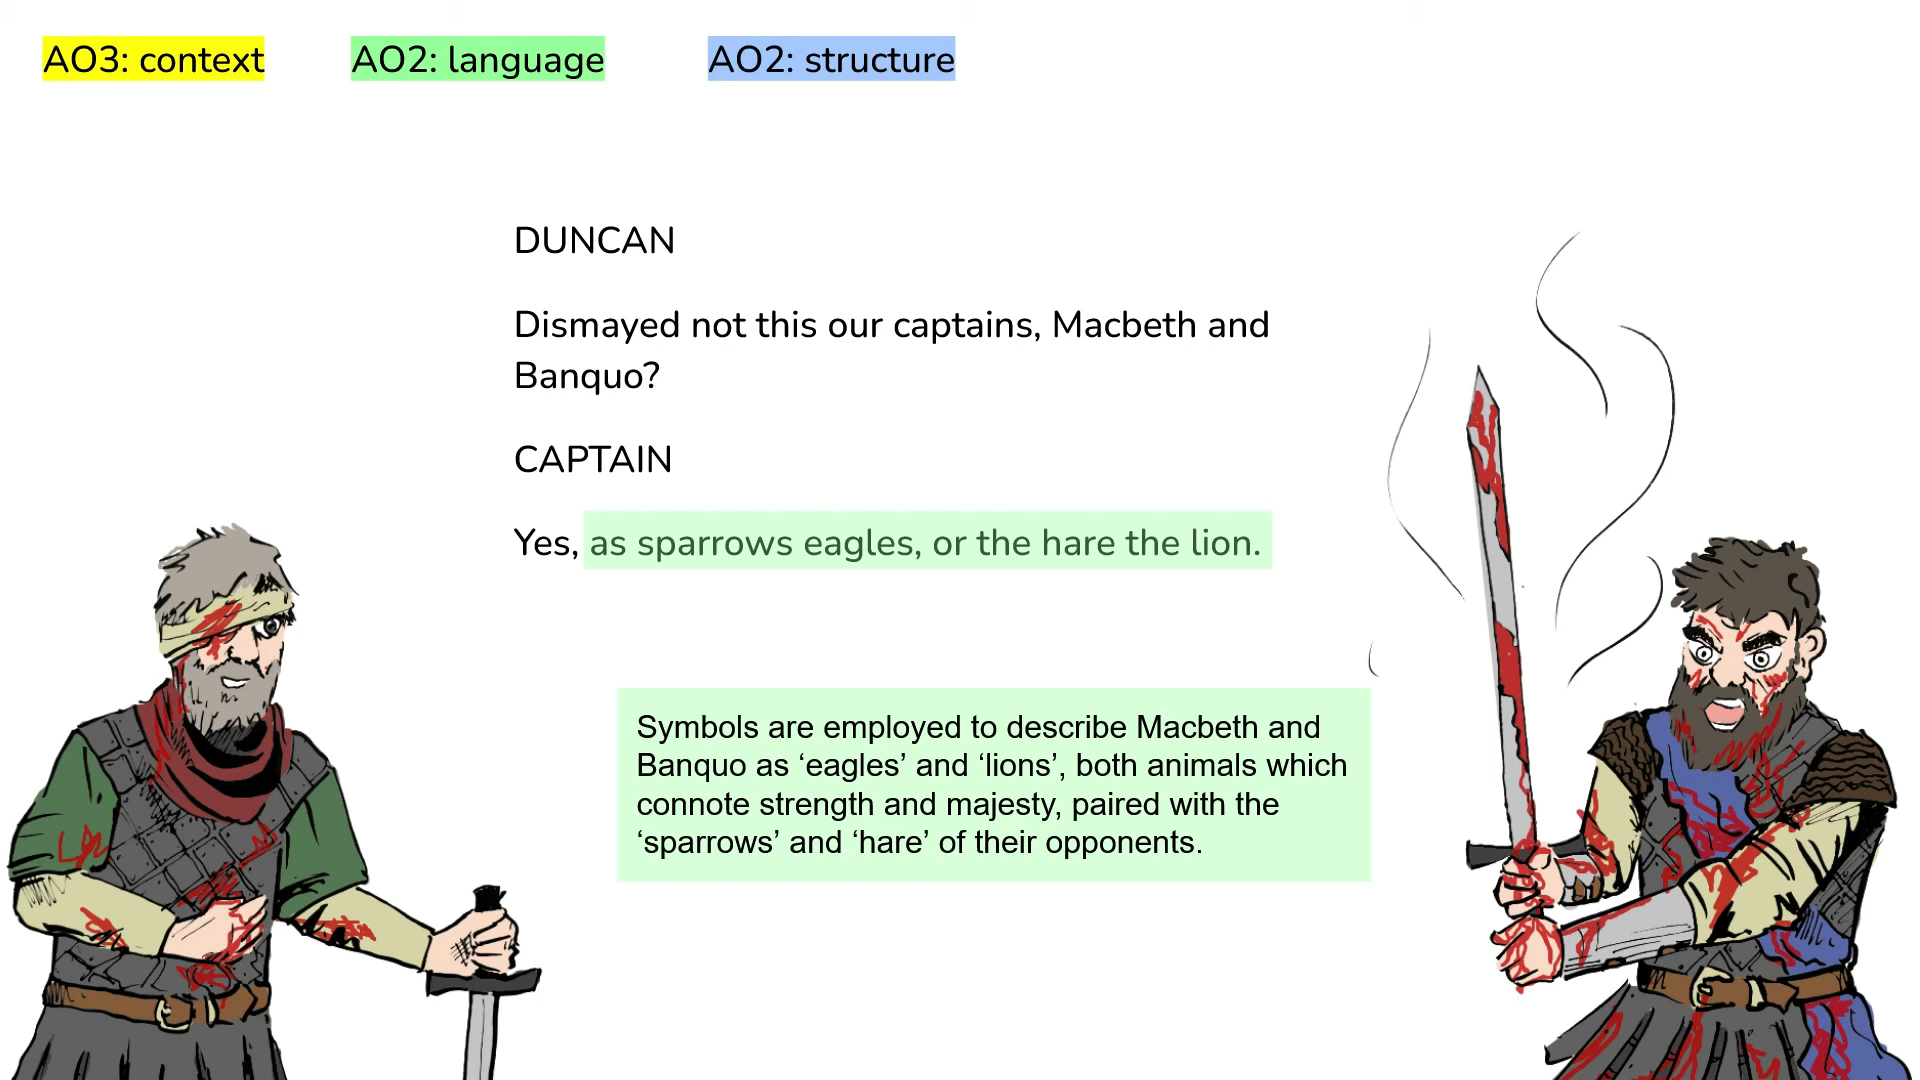 AO3: context AO2: language AO2: structure
DUNCAN
Dismayed not this our captains, Macbeth and
Banquo?
CAPTAIN
Yes, as sparrows eagles, or the hare the lion.
Symbols are employed to describe Macbeth and
Banquo as ‘eagles’ and ‘lions’, both animals which
connote strength and majesty, paired with the
‘sparrows’ and ‘hare’ of their opponents.